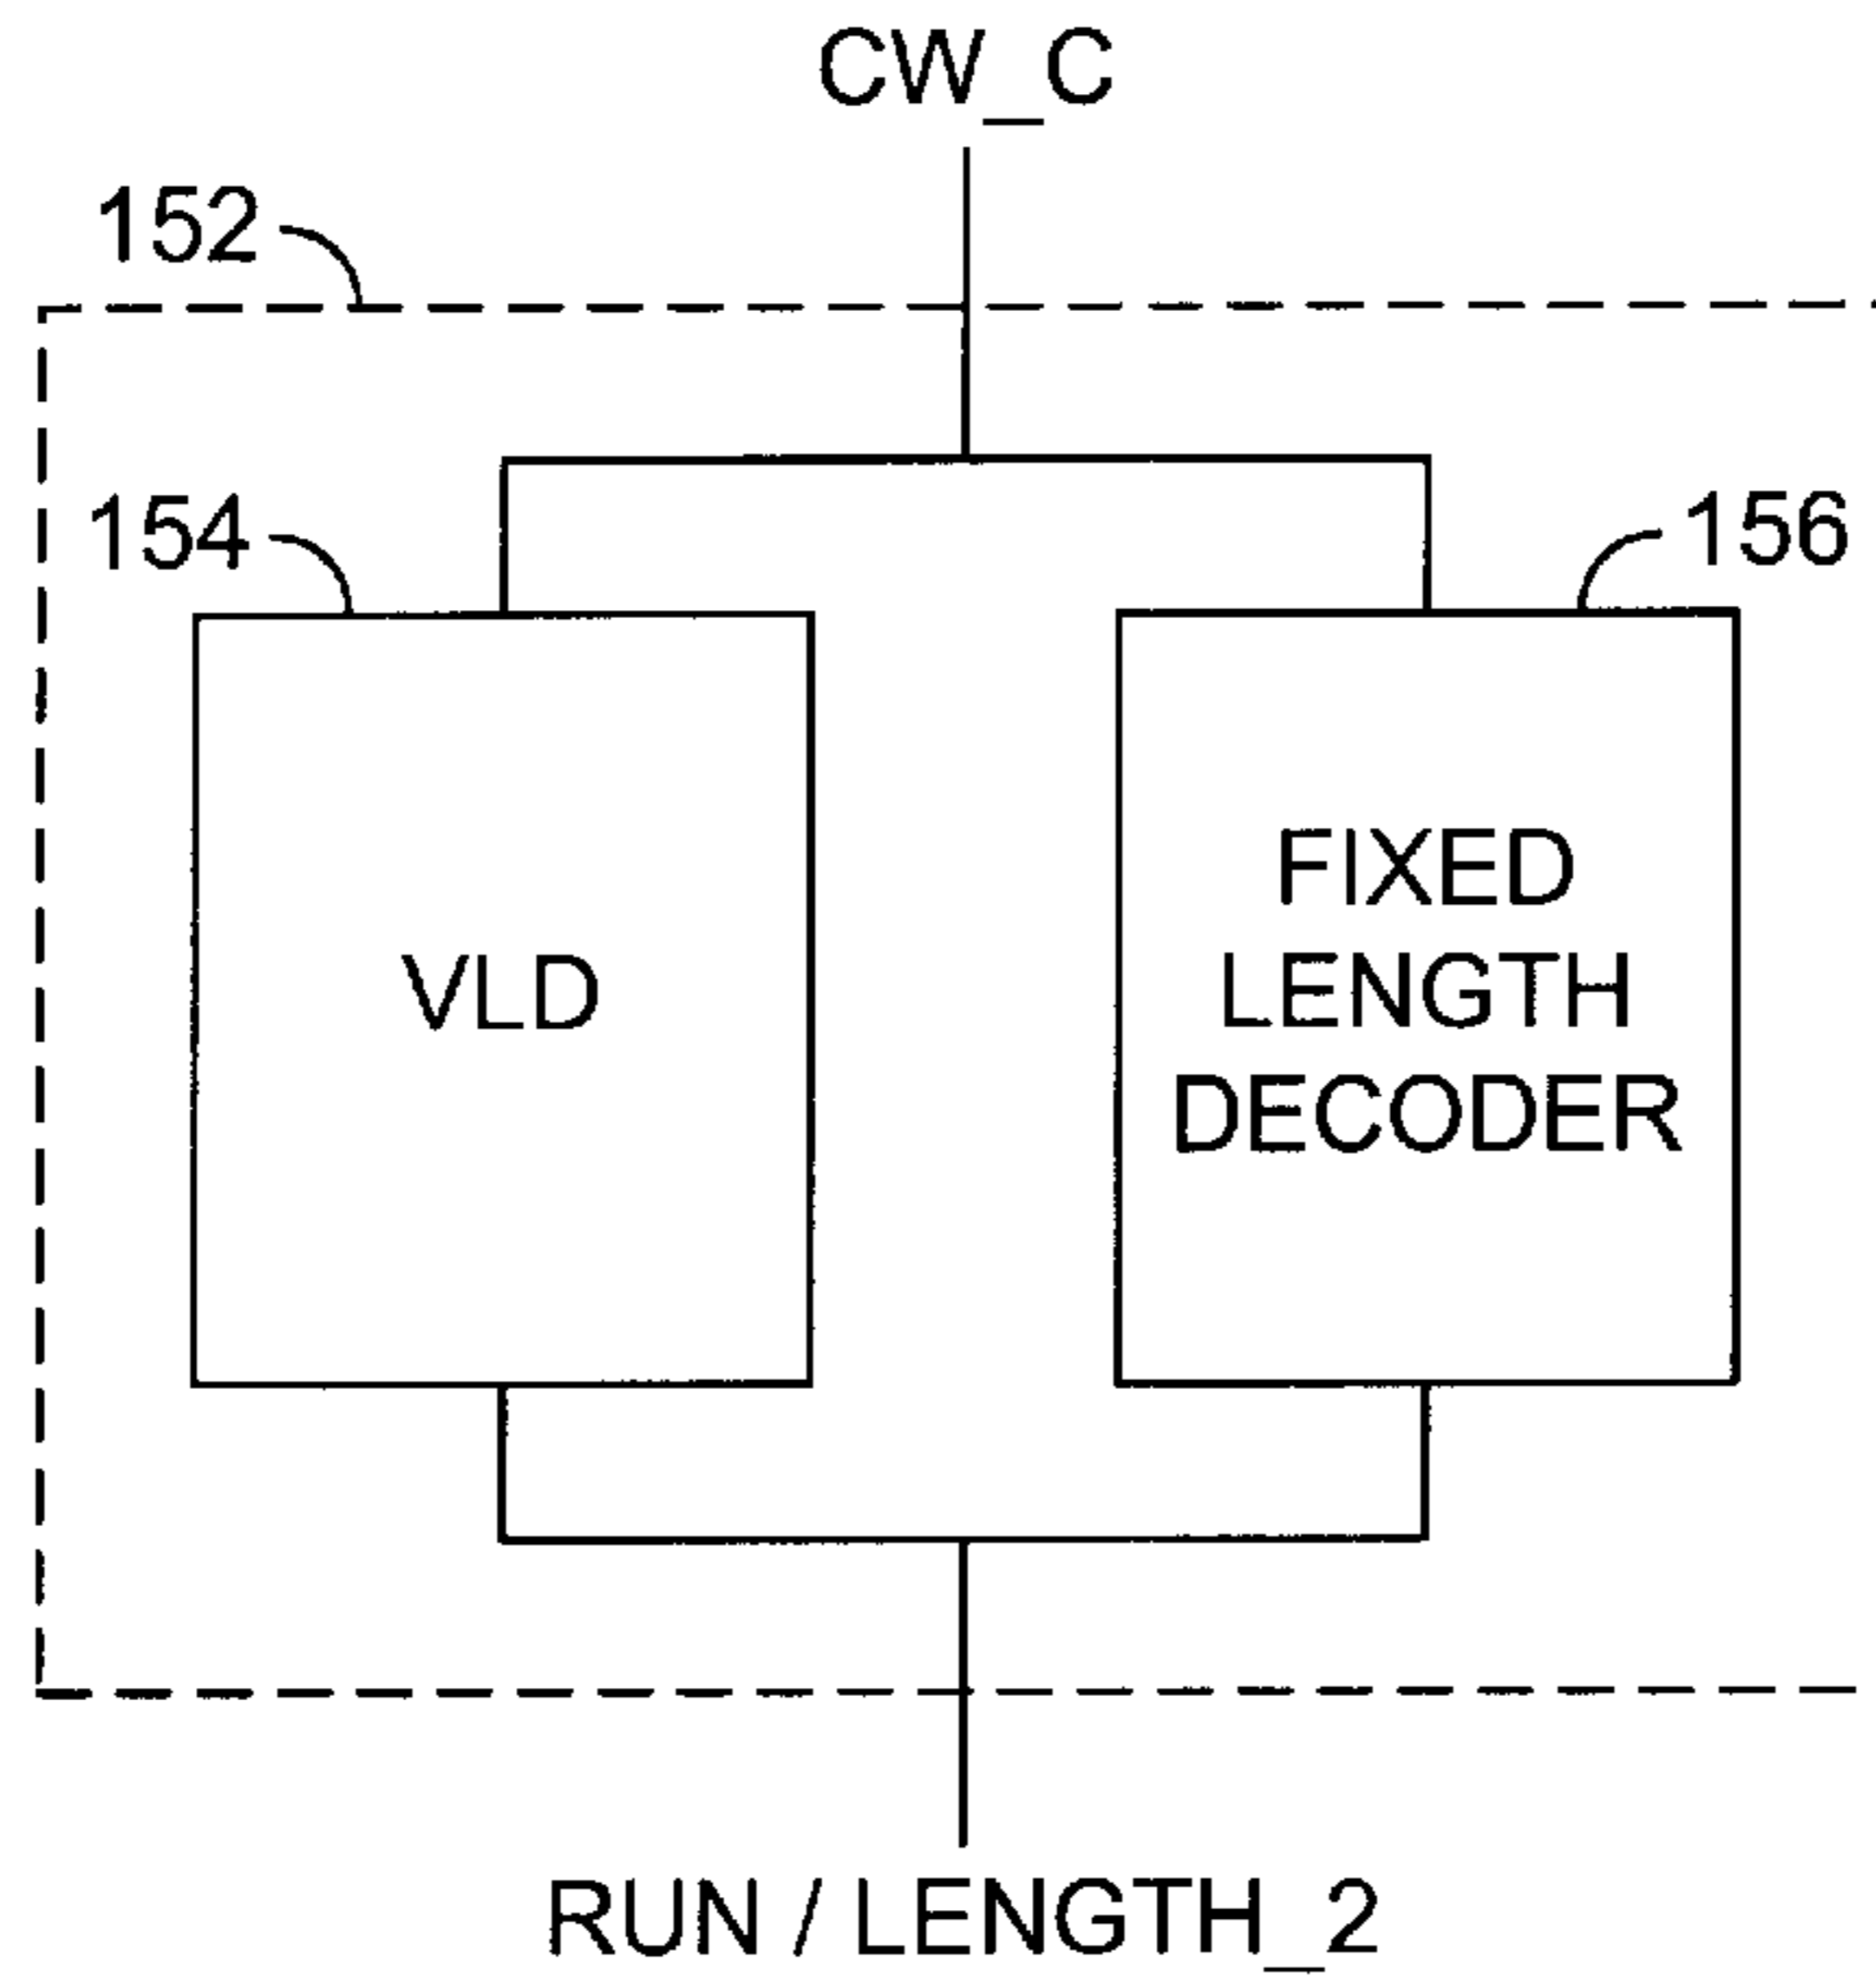 CW_C
152
154
156
VLD
FIXED
LENGTH
DECODER
RUN / LENGTH_2